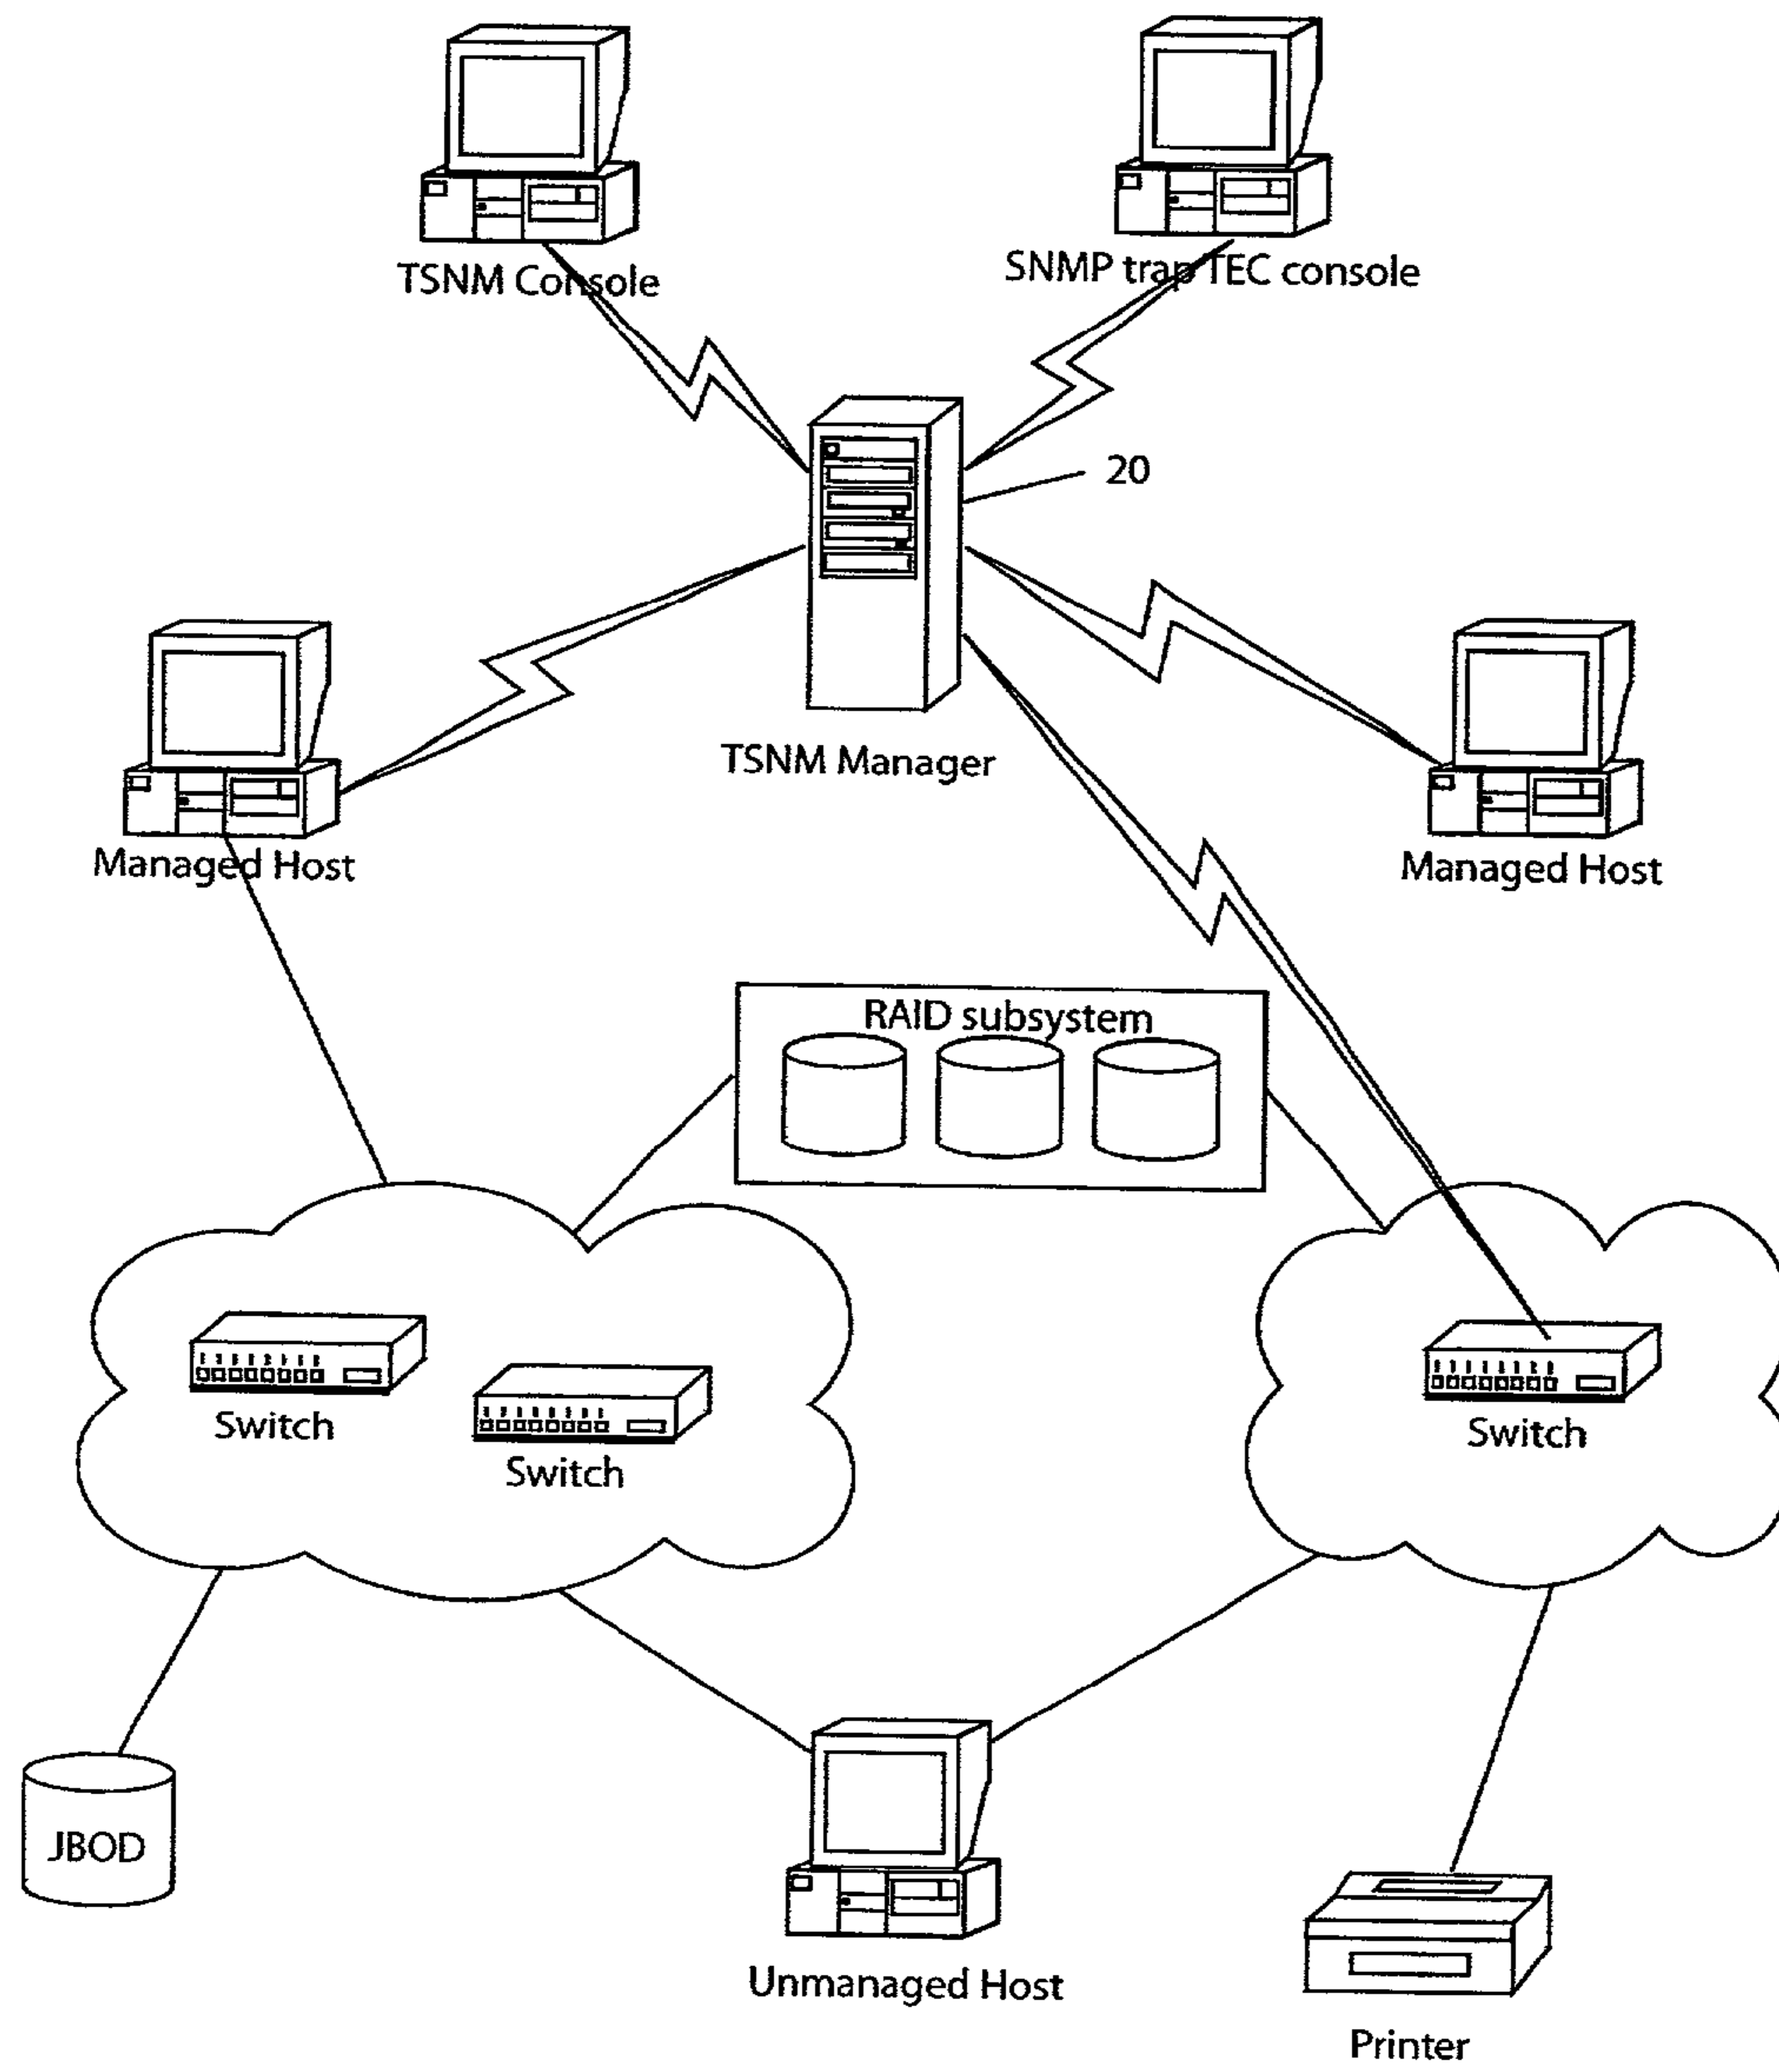 TSNM Console
SNMP trap TEC console
20
TSNM Manager
Managed Host
Managed Host
RAID subsystem
Switch
Switch
Switch
JBOD
Unmanaged Host
Printer